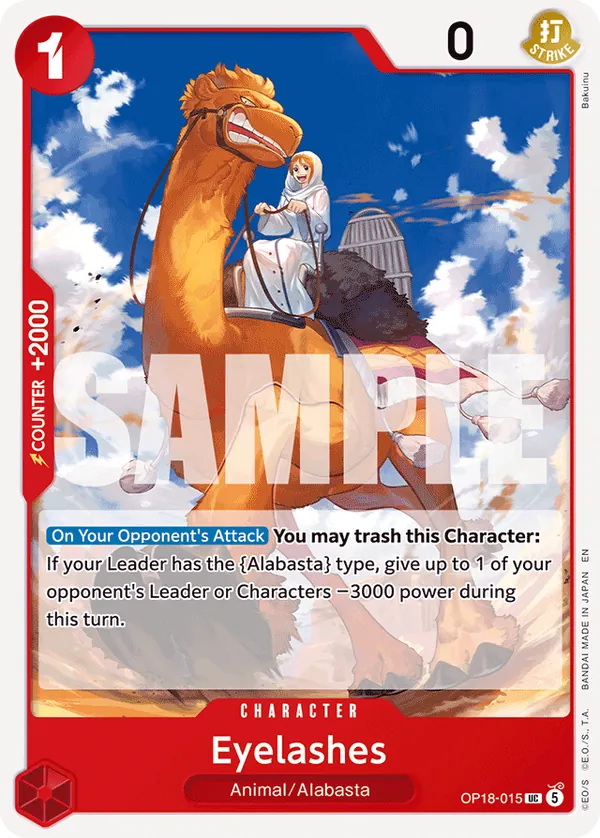 1
0
打
STRIKE
Bakuinu
COUNTER +2000
SAMPLE
On Your Opponent's Attack You may trash this Character:
If your Leader has the {Alabasta} type, give up to 1 of your
opponent's Leader or Characters −3000 power during
this turn.
CHARACTER
Eyelashes
Animal/Alabasta
OP18-015 UC 5
©EO/S ©E.O./S., T.A. BANDAI MADE IN JAPAN EN